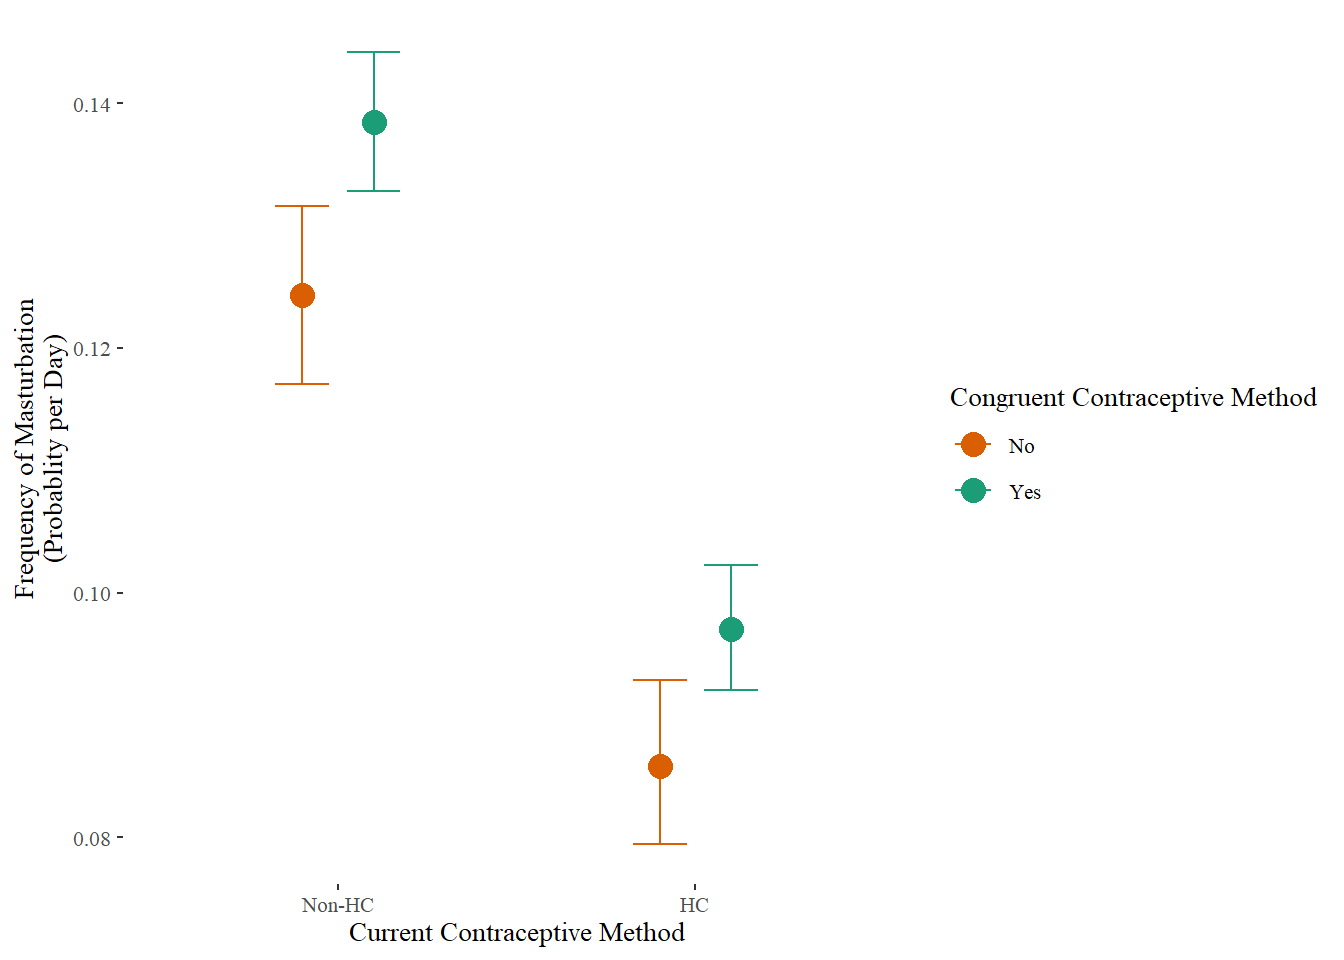 Frequency of Masturbation
(Probablity per Day)
0.14
0.12
0.10
0.08
Non-HC
HC
Current Contraceptive Method
Congruent Contraceptive Method
No
Yes